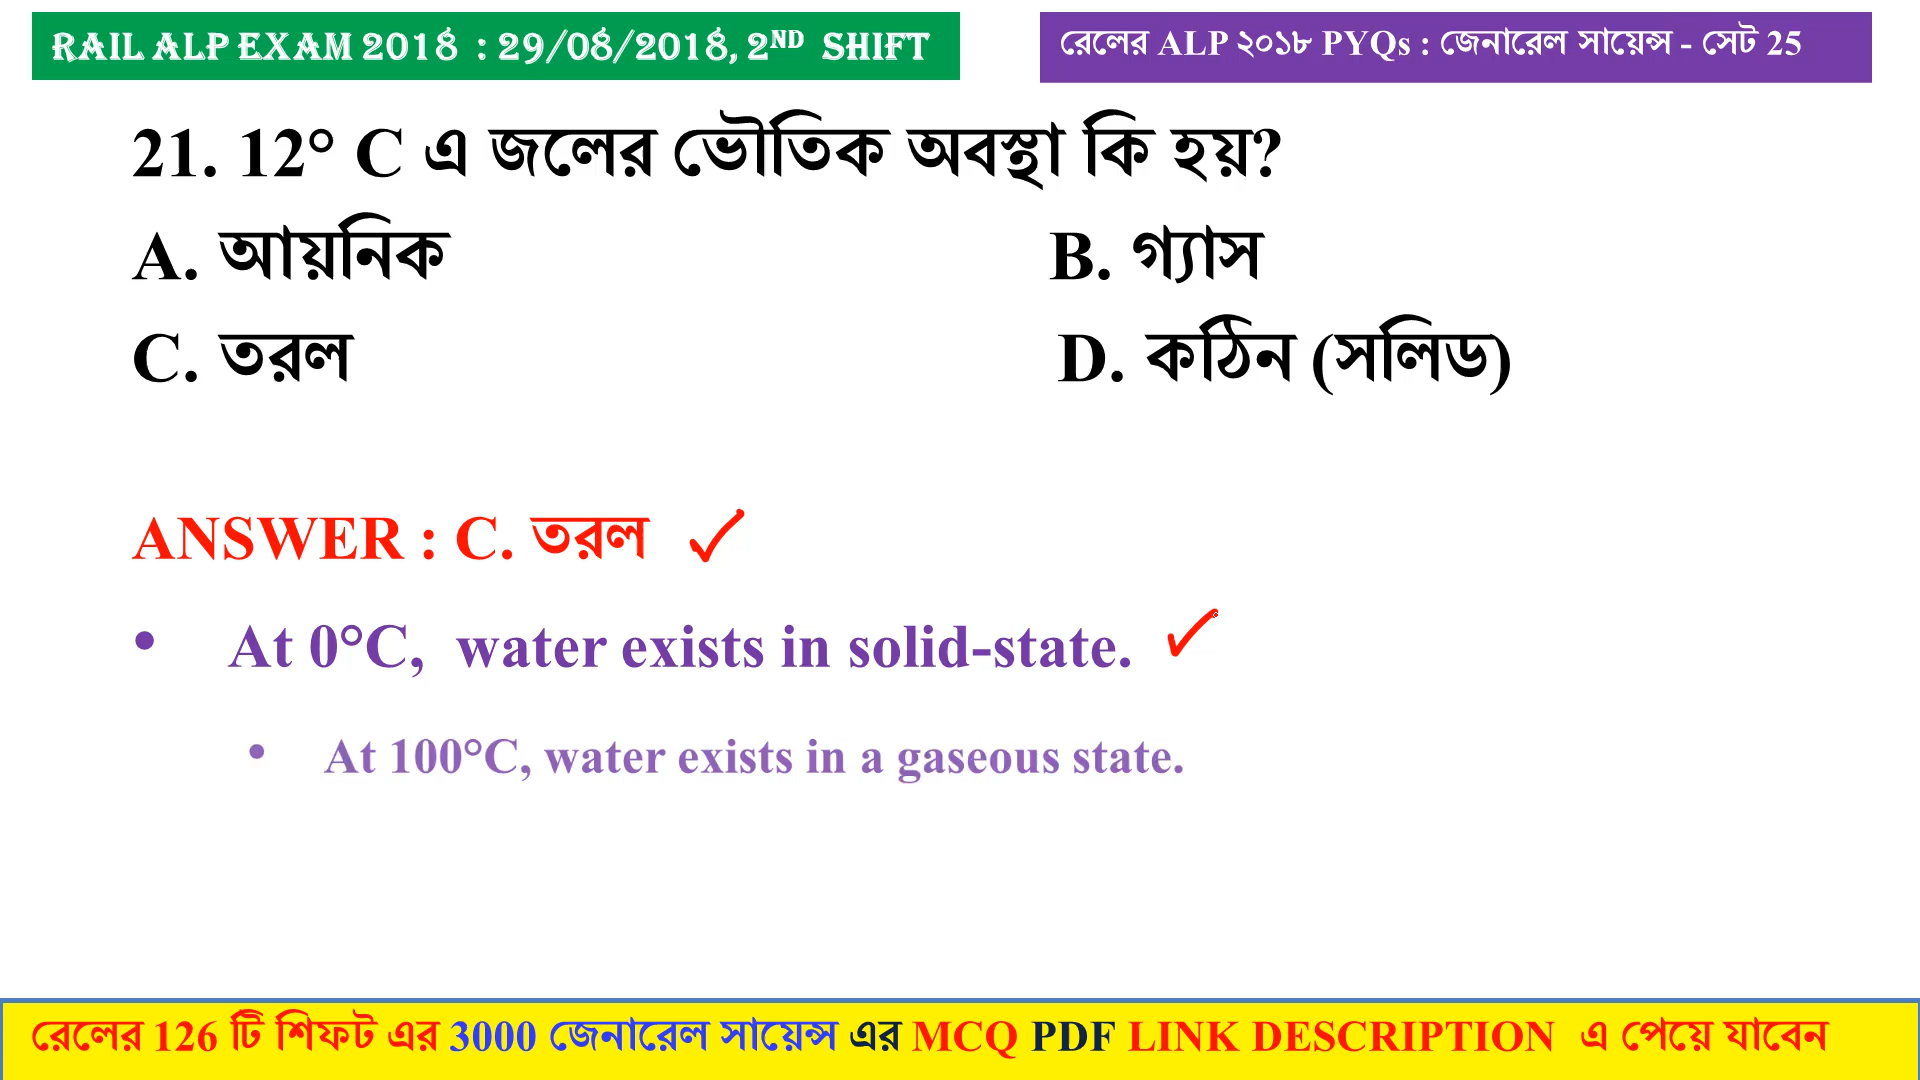 RAIL ALP EXAM 2018 : 29/08/2018, 2ND SHIFT
রেলের ALP ২০১৮ PYQs : জেনারেল সায়েন্স - সেট 25
21. 12° C এ জলের ভৌতিক অবস্থা কি হয়?
A. আয়নিক B. গ্যাস
C. তরল D. কঠিন (সলিড)
ANSWER : C. তরল ✓
• At 0°C, water exists in solid-state. ✓
• At 100°C, water exists in a gaseous state.
রেলের 126 টি শিফট এর 3000 জেনারেল সায়েন্স এর MCQ PDF LINK DESCRIPTION এ পেয়ে যাবেন